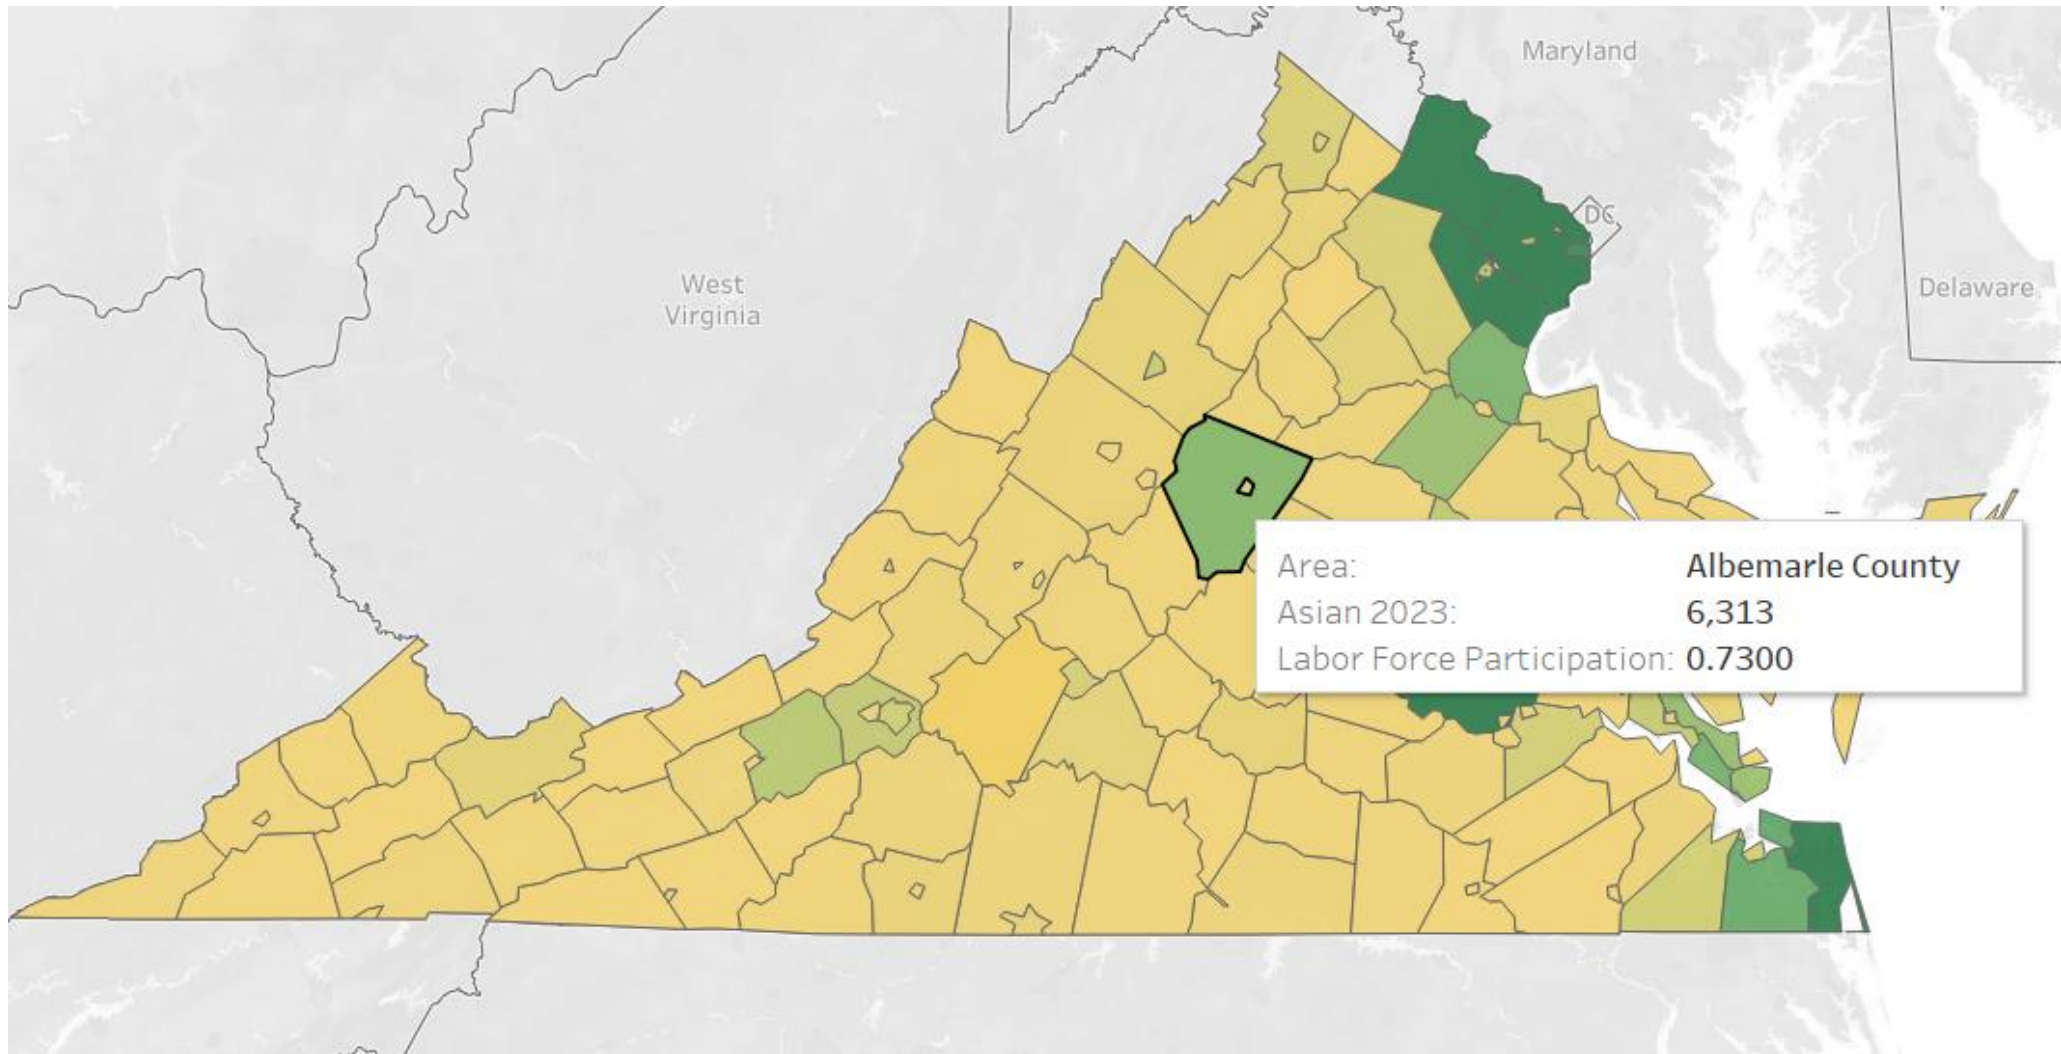 Maryland
DC
West
Virginia
Delaware
Area: Albemarle County
Asian 2023: 6,313
Labor Force Participation: 0.7300